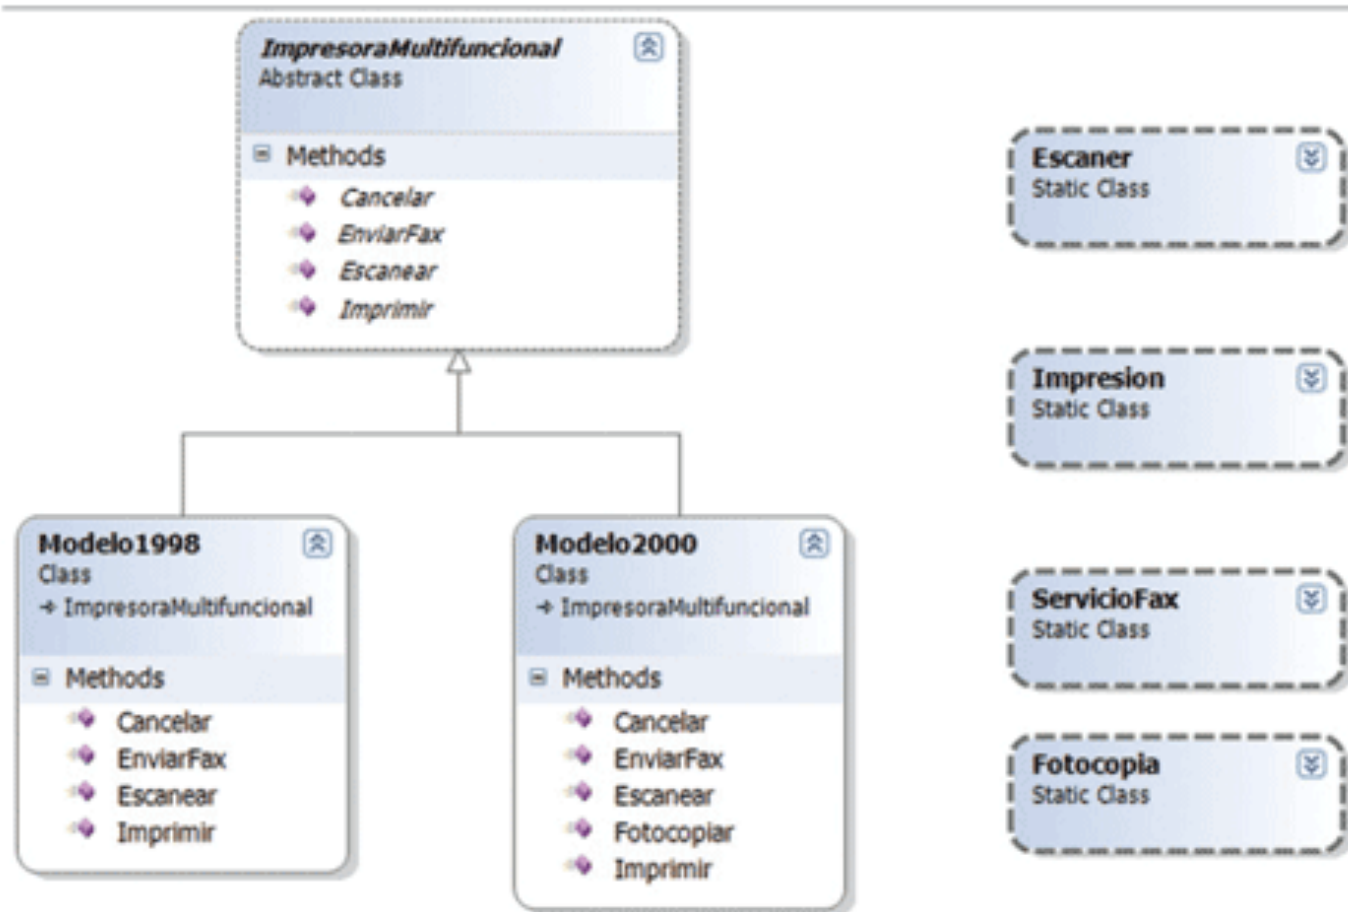 ImpresoraMultifuncional
Abstract Class
Methods
Cancelar
EnviarFax
Escanear
Imprimir
Modelo1998
Class
ImpresoraMultifuncional
Methods
Cancelar
EnviarFax
Escanear
Imprimir
Modelo2000
Class
ImpresoraMultifuncional
Methods
Cancelar
EnviarFax
Escanear
Fotocopiar
Imprimir
Escaner
Static Class
Impresion
Static Class
ServicioFax
Static Class
Fotocopia
Static Class